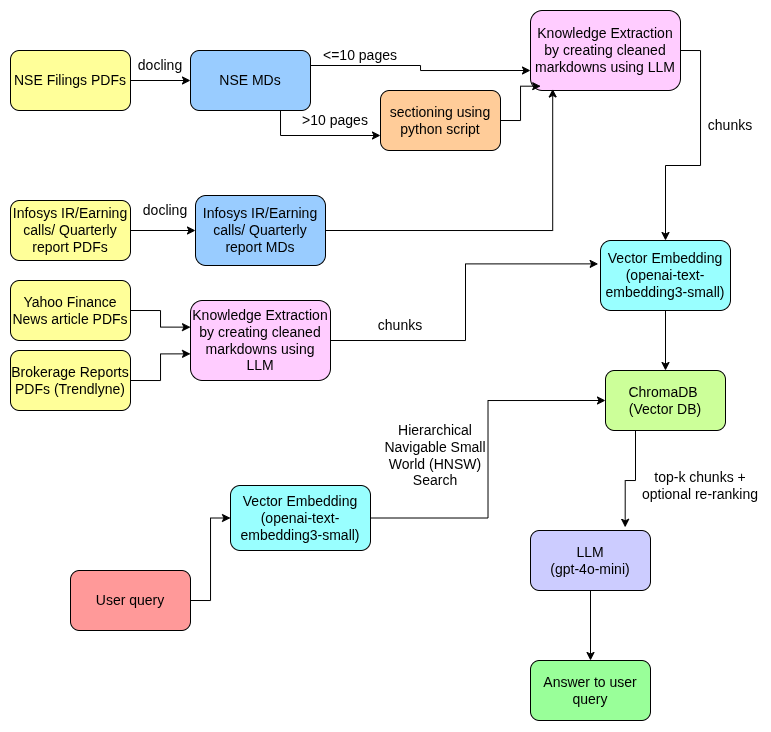 NSE Filings PDFs
docling
NSE MDs
<=10 pages
>10 pages
sectioning using
python script
Knowledge Extraction
by creating cleaned
markdowns using LLM
chunks
Infosys IR/Earning
calls/ Quarterly
report PDFs
docling
Infosys IR/Earning
calls/ Quarterly
report MDs
Vector Embedding
(openai-text-
embedding3-small)
Yahoo Finance
News article PDFs
Brokerage Reports
PDFs (Trendlyne)
Knowledge Extraction
by creating cleaned
markdowns using
LLM
chunks
ChromaDB
(Vector DB)
Hierarchical
Navigable Small
World (HNSW)
Search
top-k chunks +
optional re-ranking
Vector Embedding
(openai-text-
embedding3-small)
User query
LLM
(gpt-4o-mini)
Answer to user
query